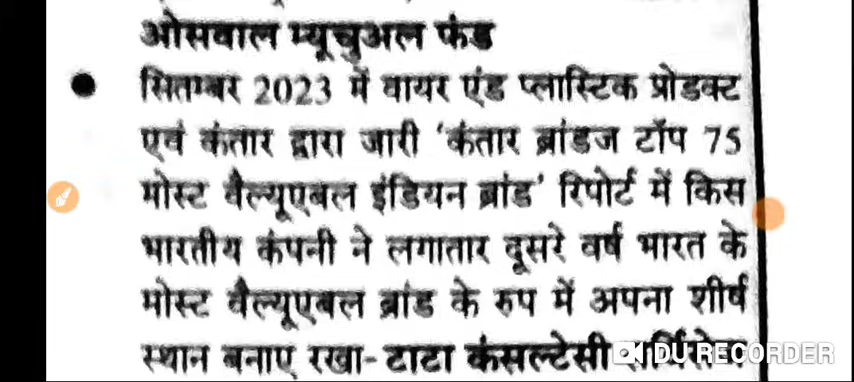 ओसवाल म्यूचुअल फंड
● सितम्बर 2023 में वायर एंड प्लास्टिक प्रोडक्ट
एवं कंतार द्वारा जारी ‘कंतार ब्रांडज टॉप 75
मोस्ट वैल्यूएबल इंडियन ब्रांड’ रिपोर्ट में किस
भारतीय कंपनी ने लगातार दूसरे वर्ष भारत के
मोस्ट वैल्यूएबल ब्रांड के रुप में अपना शीर्ष
स्थान बनाए रखा- टाटा कंसल्टेसी
DU RECORDER